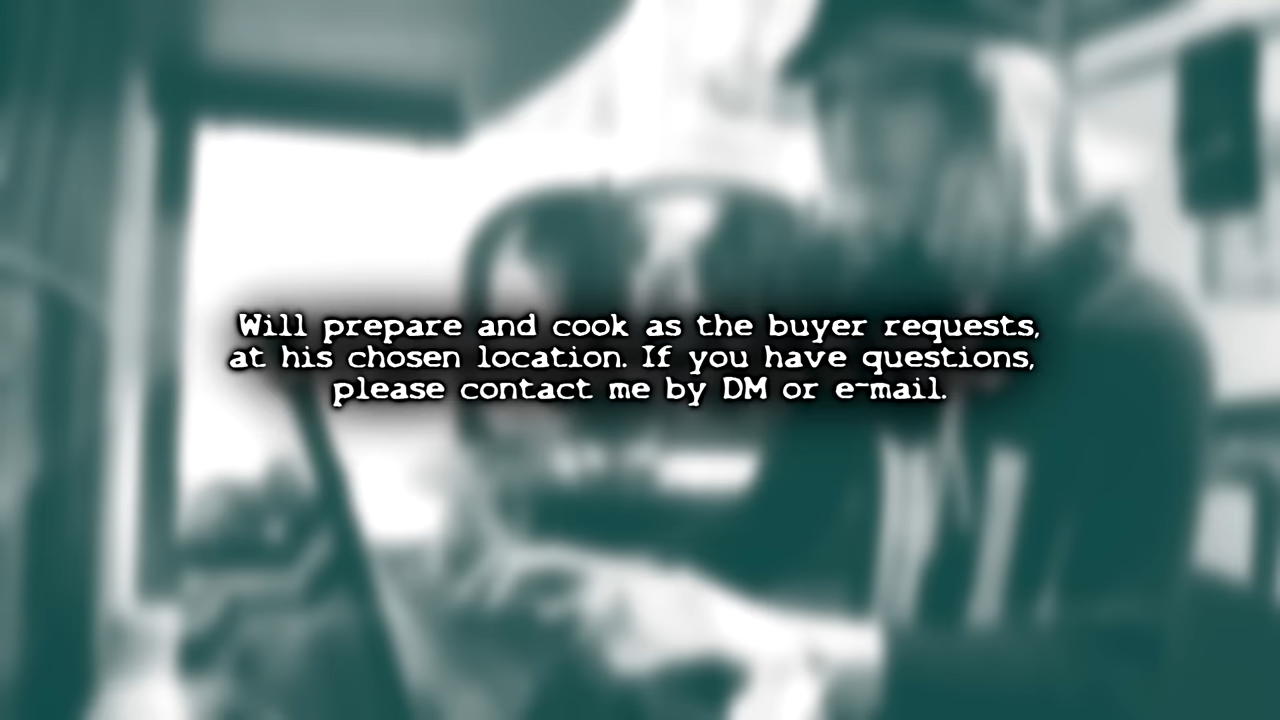 Will prepare and cook as the buyer requests,
at his chosen location. If you have questions,
please contact me by DM or e-mail.